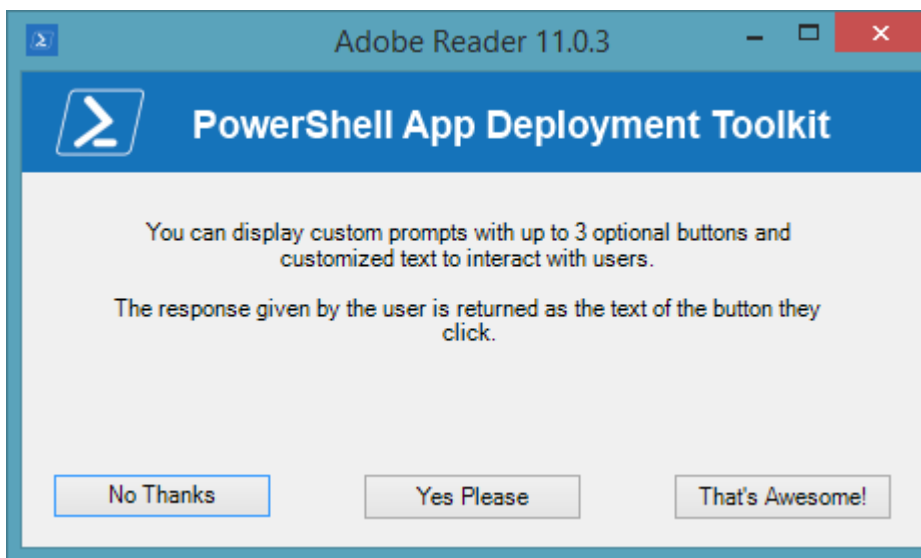 Adobe Reader 11.0.3
PowerShell App Deployment Toolkit
You can display custom prompts with up to 3 optional buttons and
customized text to interact with users.
The response given by the user is returned as the text of the button they
click.
No Thanks
Yes Please
That's Awesome!